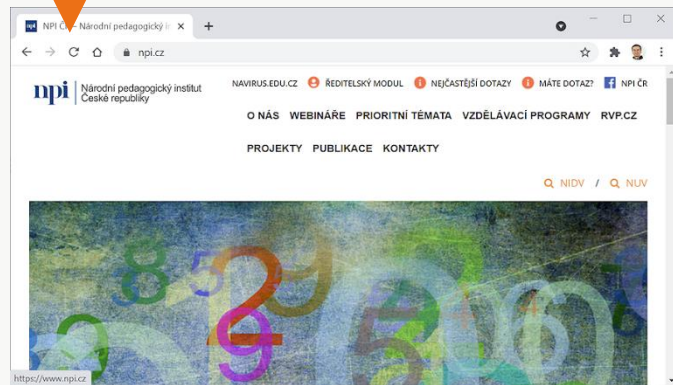 npi NPI Č – Národní pedagogický i
npi.cz
npi Národní pedagogický institut
České republiky
NAVIRUS.EDU.CZ ŘEDITELSKÝ MODUL NEJČASTĚJŠÍ DOTAZY MÁTE DOTAZ? NPI ČR
O NÁS WEBINÁŘE PRIORITNÍ TÉMATA VZDĚLÁVACÍ PROGRAMY RVP.CZ
PROJEKTY PUBLIKACE KONTAKTY
NIDV / NUV
https://www.npi.cz